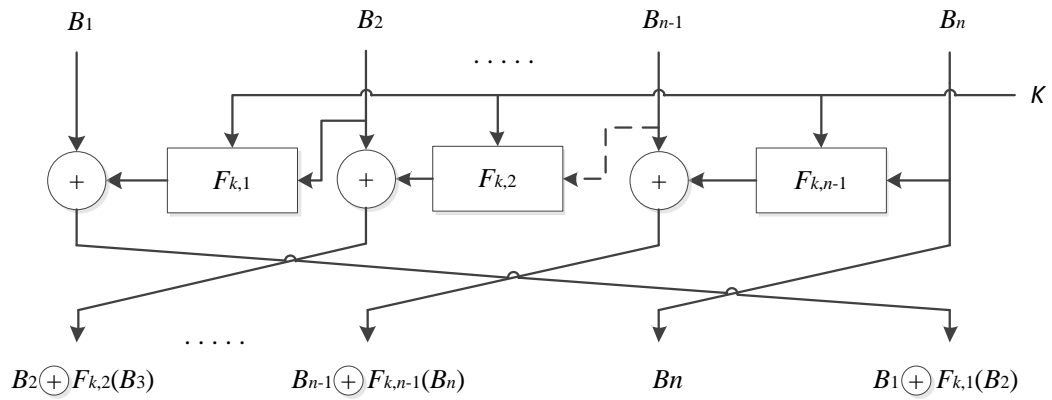 B1 B2 Bn-1 Bn
. . . . .
K
+ Fk,1 + Fk,2 + Fk,n-1
. . . . .
B2 + Fk,2(B3) Bn-1 + Fk,n-1(Bn) Bn B1 + Fk,1(B2)